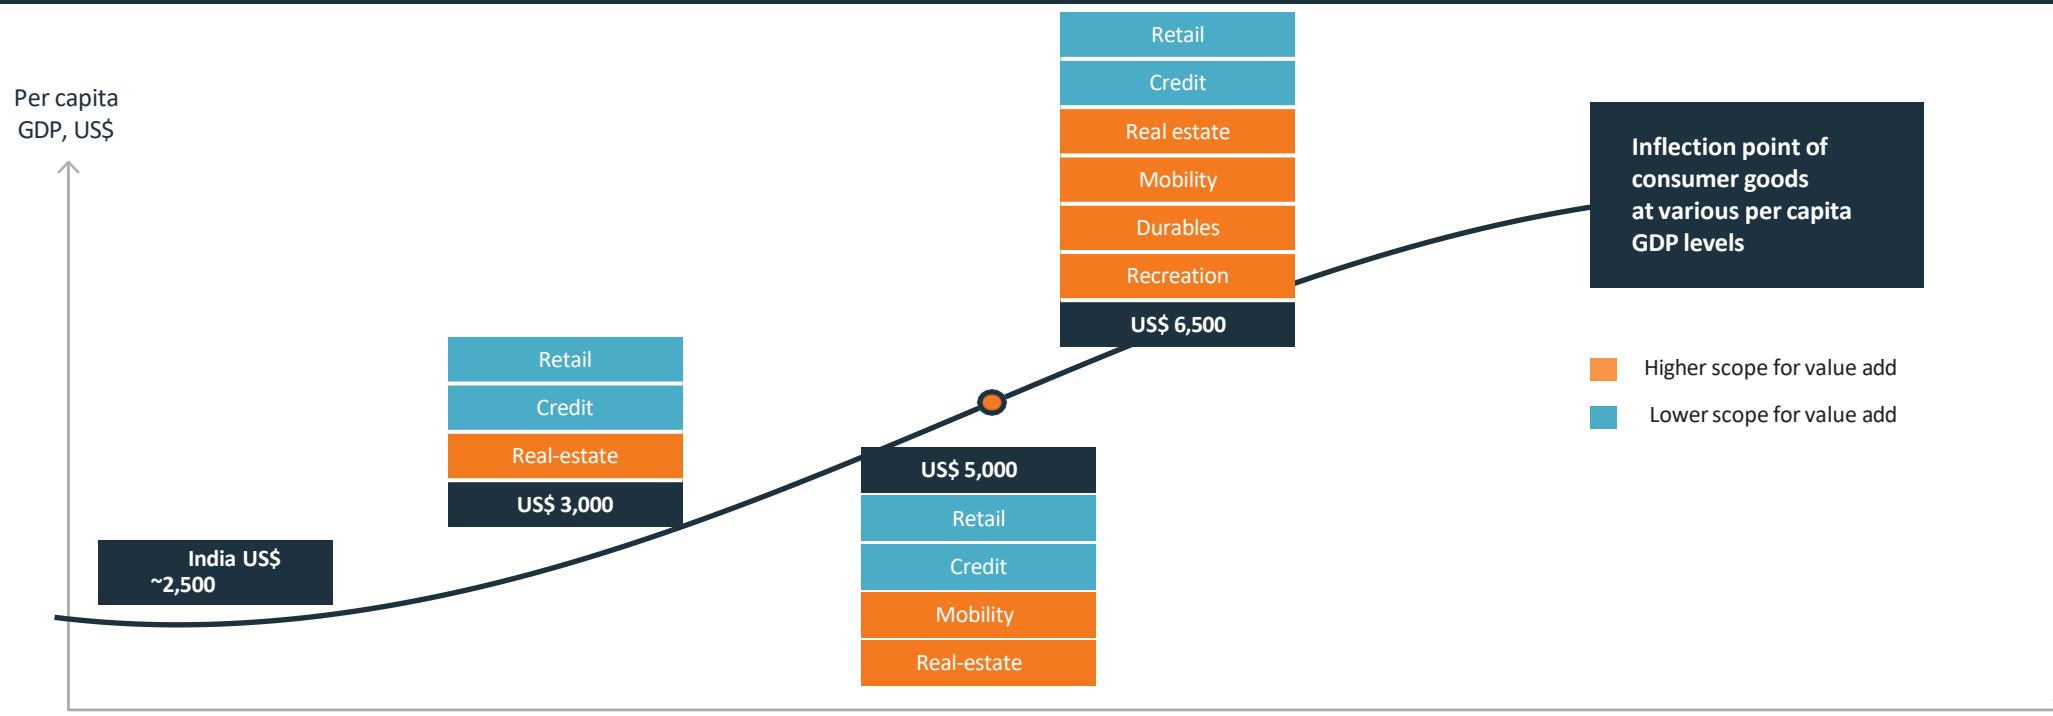 Per capita
GDP, US$
India US$
~2,500
Retail
Credit
Real-estate
US$ 3,000
US$ 5,000
Retail
Credit
Mobility
Real-estate
Retail
Credit
Real estate
Mobility
Durables
Recreation
US$ 6,500
Inflection point of
consumer goods
at various per capita
GDP levels
Higher scope for value add
Lower scope for value add